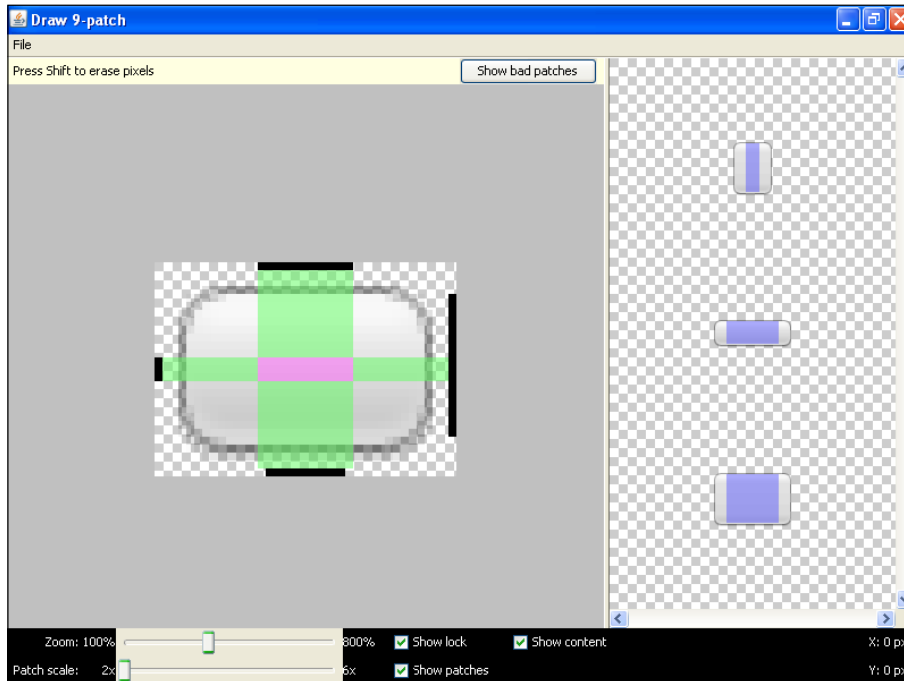 Draw 9-patch
File
Press Shift to erase pixels
Show bad patches
Zoom: 100%
800%
Show lock
Show content
X: 0 px
Patch scale: 2x
6x
Show patches
Y: 0 px